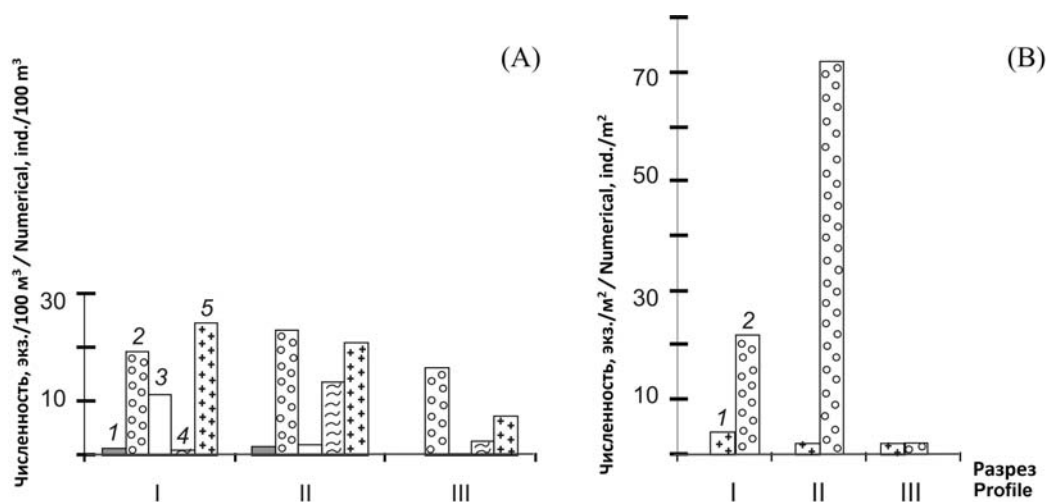 (A)
Численность, экз./100 м³ / Numerical, ind./100 m³
30
10
1
2
3
4
5
I
II
III
(B)
Численность, экз./м² / Numerical, ind./m²
70
50
30
10
1
2
I
II
III
Разрез
Profile